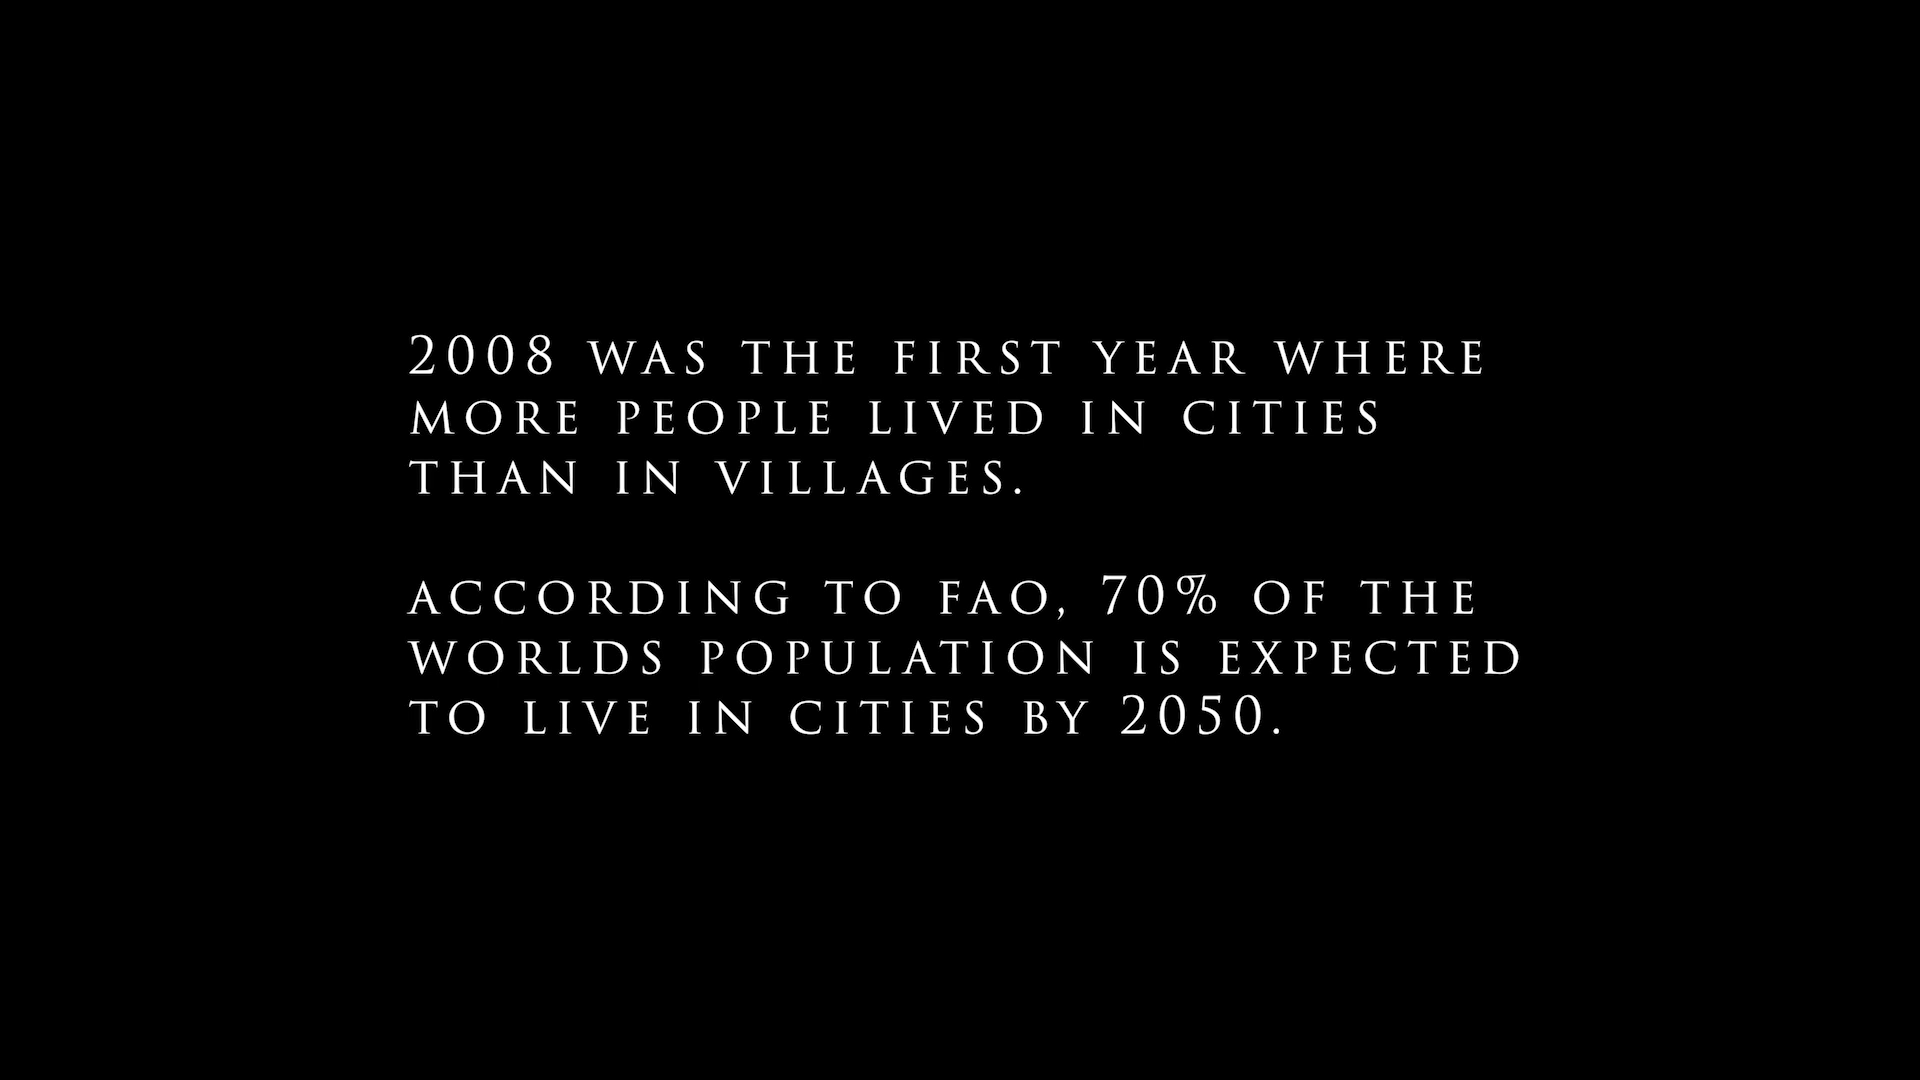 2008 WAS THE FIRST YEAR WHERE
MORE PEOPLE LIVED IN CITIES
THAN IN VILLAGES.
ACCORDING TO FAO, 70% OF THE
WORLDS POPULATION IS EXPECTED
TO LIVE IN CITIES BY 2050.